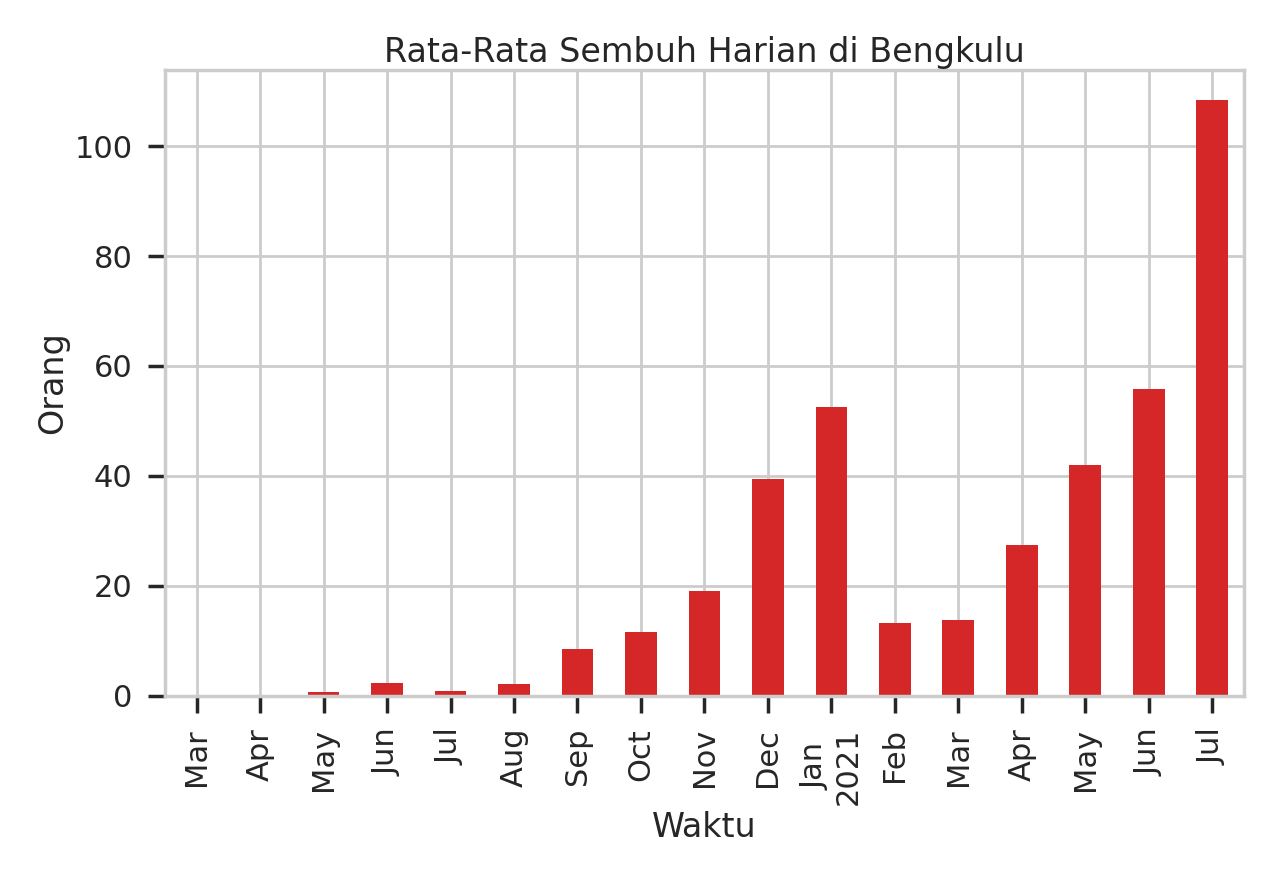 Rata-Rata Sembuh Harian di Bengkulu
100
80
60
40
20
0
Orang
Mar
Apr
May
Jun
Jul
Aug
Sep
Oct
Nov
Dec
Jan
2021
Feb
Mar
Apr
May
Jun
Jul
Waktu